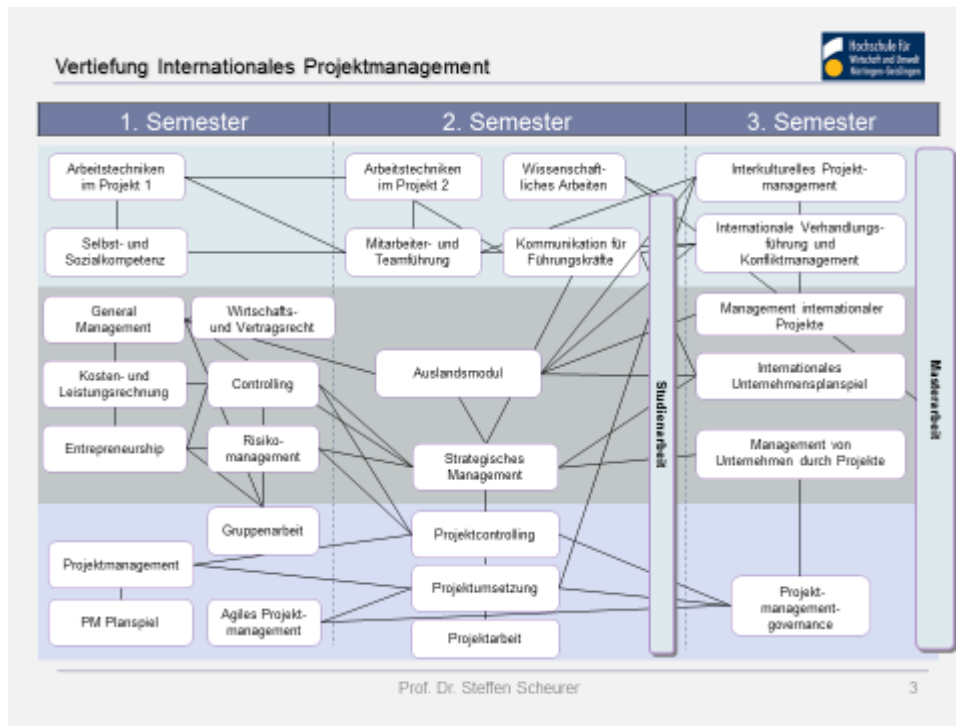 Vertiefung Internationales Projektmanagement
Hochschule für
Wirtschaft und Umwelt
Nürtingen-Geislingen
1. Semester
2. Semester
3. Semester
Arbeitstechniken
im Projekt 1
Arbeitstechniken
im Projekt 2
Wissenschaft-
liches Arbeiten
Interkulturelles Projekt-
management
Selbst- und
Sozialkompetenz
Mitarbeiter- und
Teamführung
Kommunikation für
Führungskräfte
Internationale Verhandlungs-
führung und
Konfliktmanagement
General
Management
Wirtschafts-
und Vertragsrecht
Management internationaler
Projekte
Kosten- und
Leistungsrechnung
Controlling
Auslandsmodul
Internationales
Unternehmensplanspiel
Entrepreneurship
Risiko-
management
Strategisches
Management
Management von
Unternehmen durch Projekte
Gruppenarbeit
Projektcontrolling
Projektmanagement
Projektumsetzung
Projekt-
management-
governance
PM Planspiel
Agiles Projekt-
management
Projektarbeit
Studienarbeit
Masterarbeit
Prof. Dr. Steffen Scheurer
3